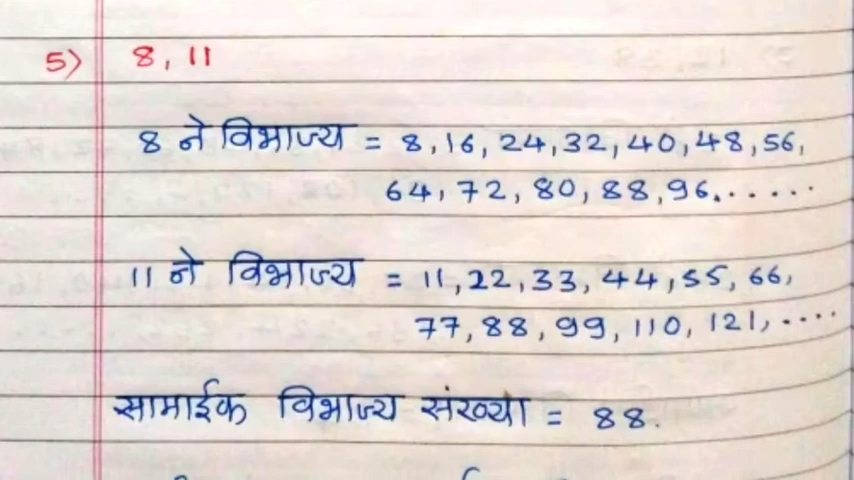 5) 8, 11
8 ने विभाज्य = 8, 16, 24, 32, 40, 48, 56,
64, 72, 80, 88, 96......
11 ने विभाज्य = 11, 22, 33, 44, 55, 66,
77, 88, 99, 110, 121, ....
सामाईक विभाज्य संख्या = 88.